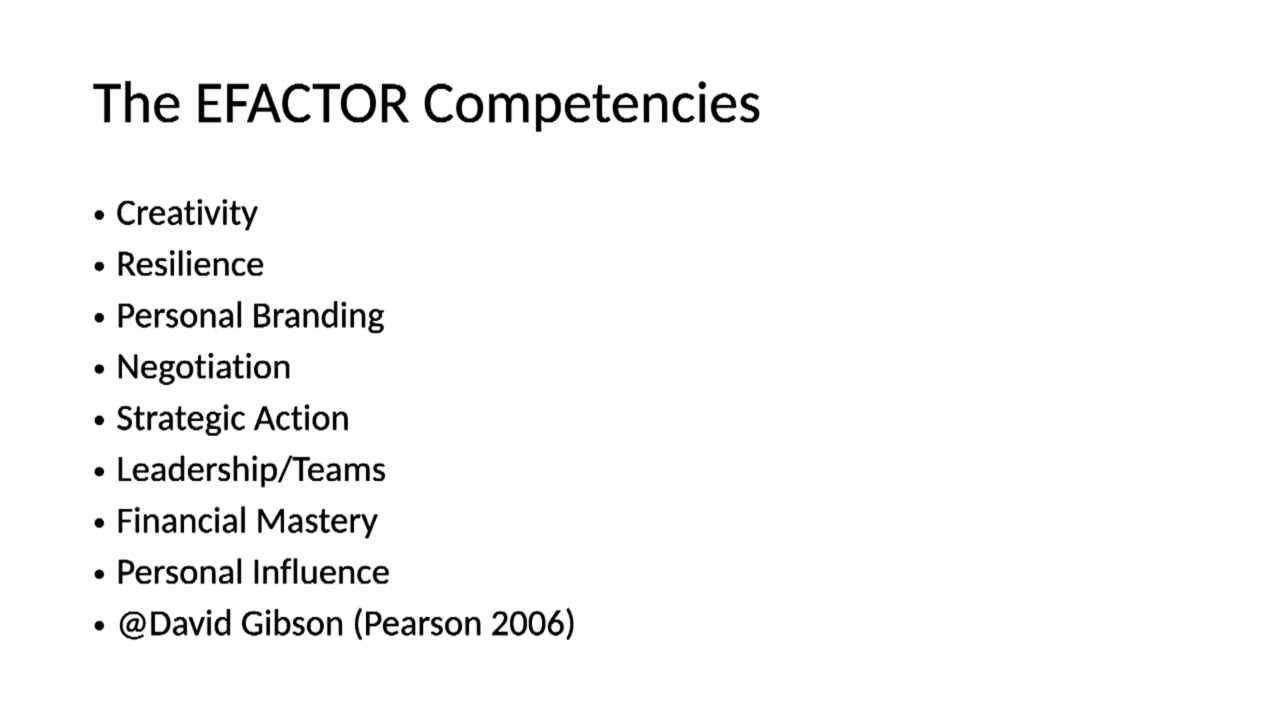 The EFACTOR Competencies
• Creativity
• Resilience
• Personal Branding
• Negotiation
• Strategic Action
• Leadership/Teams
• Financial Mastery
• Personal Influence
• @David Gibson (Pearson 2006)